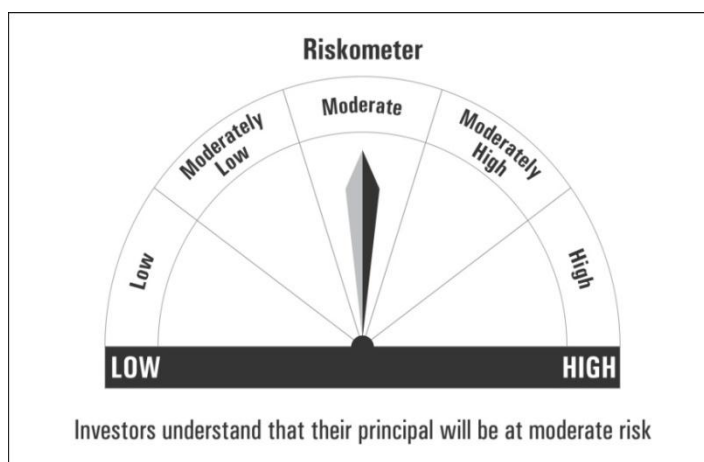 Riskometer
Low
Moderately
Low
Moderate
Moderately
High
High
LOW
HIGH
Investors understand that their principal will be at moderate risk